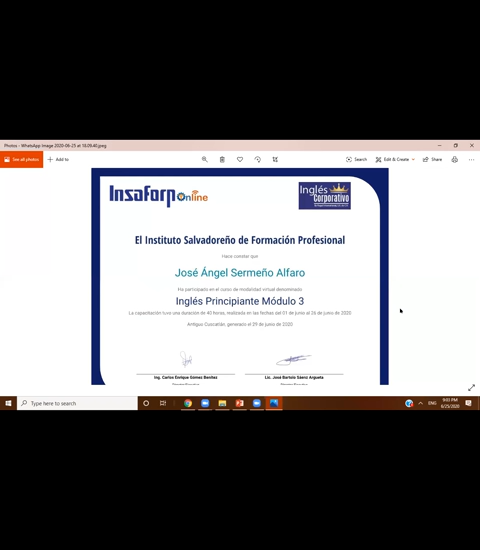 Photos - WhatsApp Image 2020-06-25 at 18.09.40.jpeg
See all photos
Add to
Search
Edit & Create
Share
Insaforp Online
Inglés
Corporativo
El Instituto Salvadoreño de Formación Profesional
Hace constar que
José Ángel Sermeño Alfaro
Ha participado en el curso de modalidad virtual denominado
Inglés Principiante Módulo 3
La capacitación tuvo una duración de 40 horas, realizada en las fechas del 01 de junio al 26 de junio de 2020
Antiguo Cuscatlán, generado el 25 de junio de 2020
Ing. Carlos Enrique Gómez Benítez
Lic. José Bartolo Sáenz Argueta
Type here to search
ENG
9:03 PM
6/25/2020